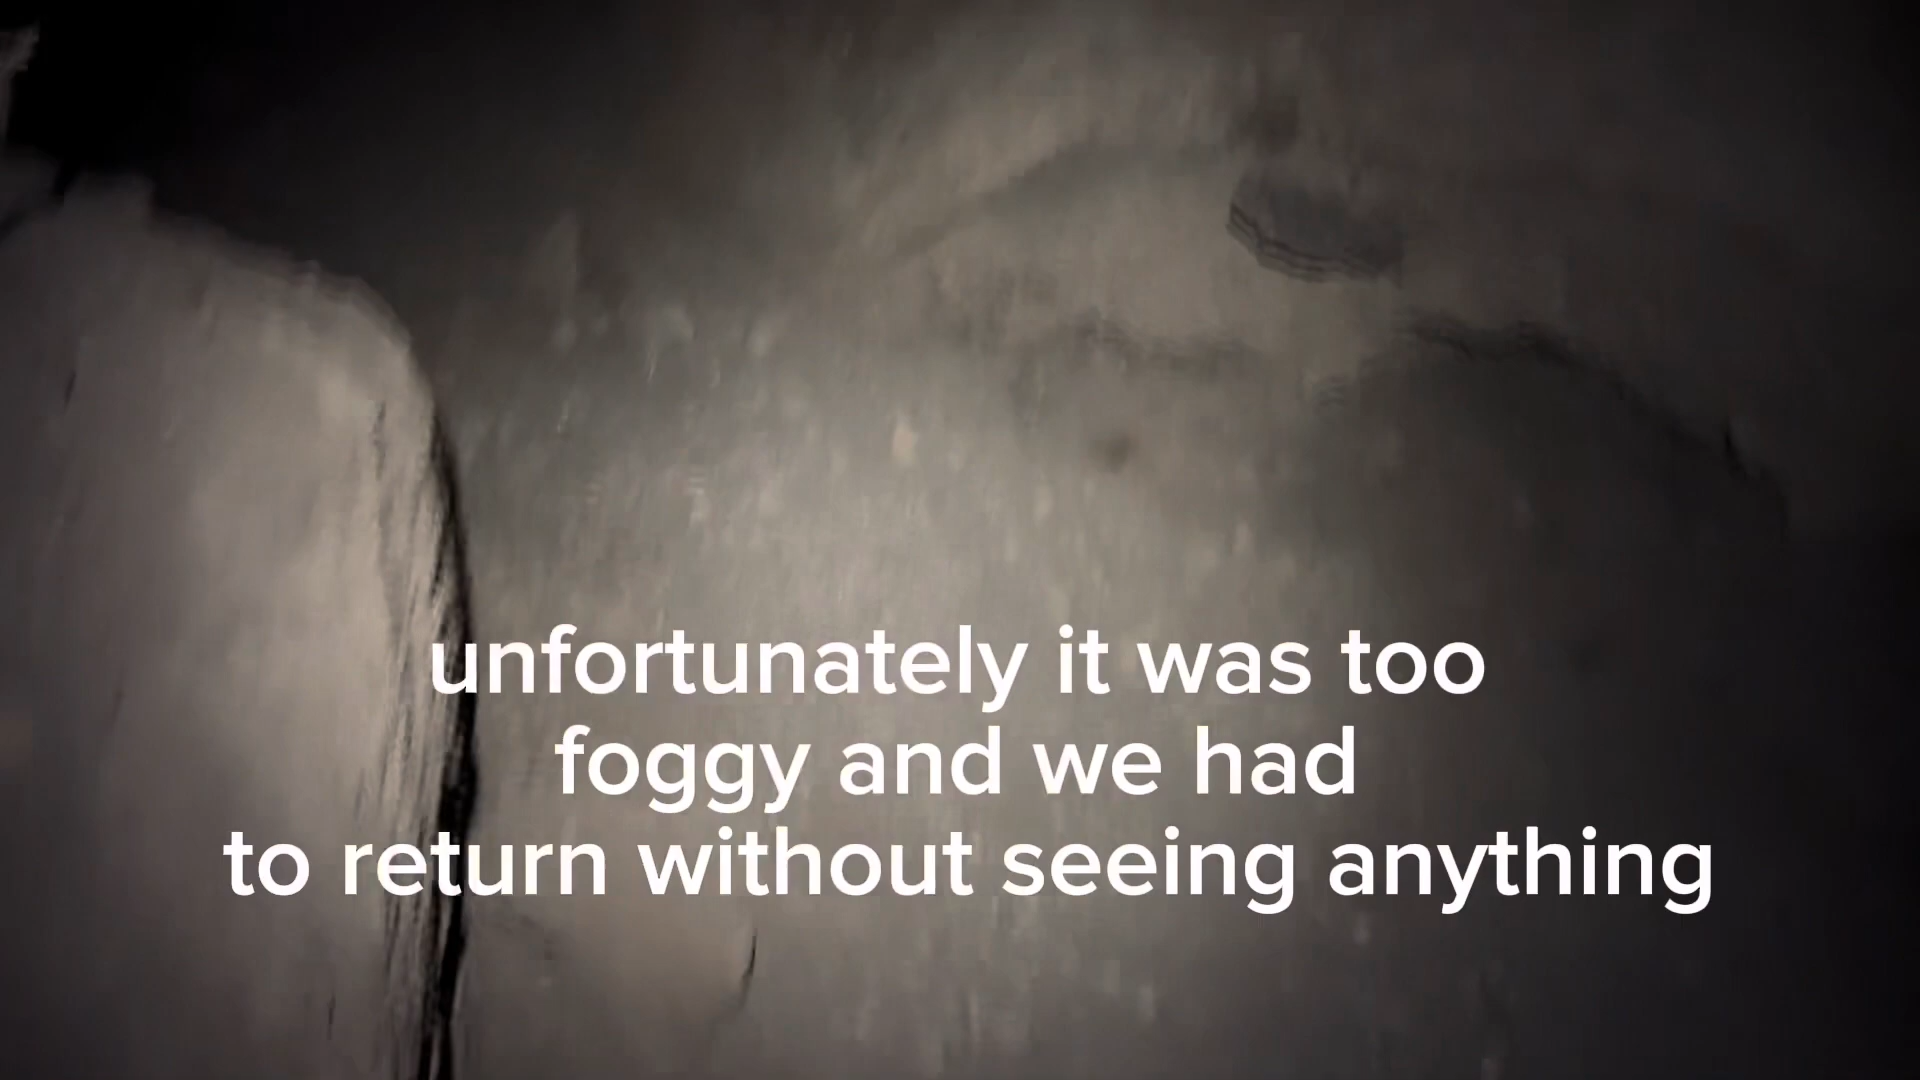 unfortunately it was too
foggy and we had
to return without seeing anything